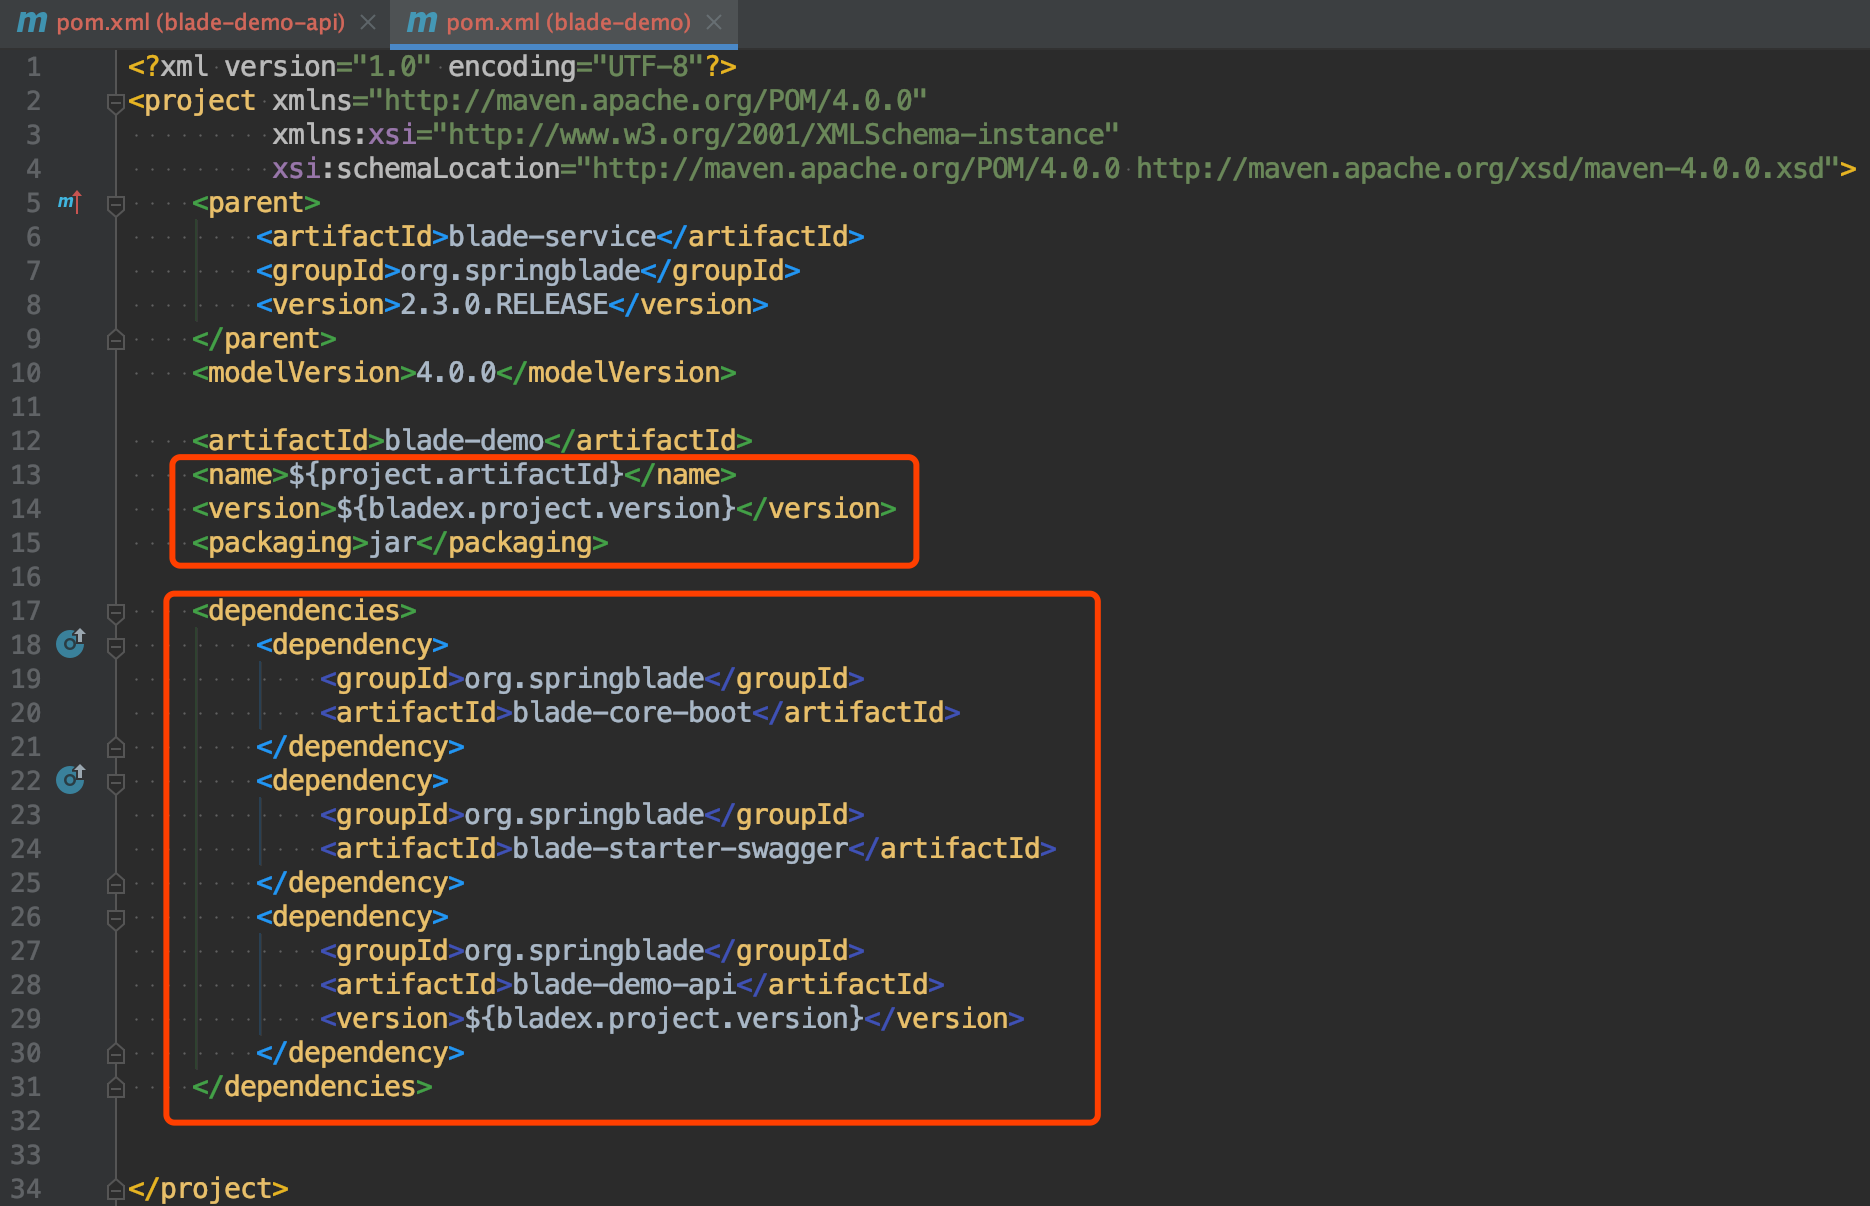 pom.xml (blade-demo-api) pom.xml (blade-demo)
1 <?xml version="1.0" encoding="UTF-8"?>
2 <project xmlns="http://maven.apache.org/POM/4.0.0"
3 xmlns:xsi="http://www.w3.org/2001/XMLSchema-instance"
4 xsi:schemaLocation="http://maven.apache.org/POM/4.0.0 http://maven.apache.org/xsd/maven-4.0.0.xsd">
5 <parent>
6 <artifactId>blade-service</artifactId>
7 <groupId>org.springblade</groupId>
8 <version>2.3.0.RELEASE</version>
9 </parent>
10 <modelVersion>4.0.0</modelVersion>
11
12 <artifactId>blade-demo</artifactId>
13 <name>${project.artifactId}</name>
14 <version>${bladex.project.version}</version>
15 <packaging>jar</packaging>
16
17 <dependencies>
18 <dependency>
19 <groupId>org.springblade</groupId>
20 <artifactId>blade-core-boot</artifactId>
21 </dependency>
22 <dependency>
23 <groupId>org.springblade</groupId>
24 <artifactId>blade-starter-swagger</artifactId>
25 </dependency>
26 <dependency>
27 <groupId>org.springblade</groupId>
28 <artifactId>blade-demo-api</artifactId>
29 <version>${bladex.project.version}</version>
30 </dependency>
31 </dependencies>
32
33
34 </project>